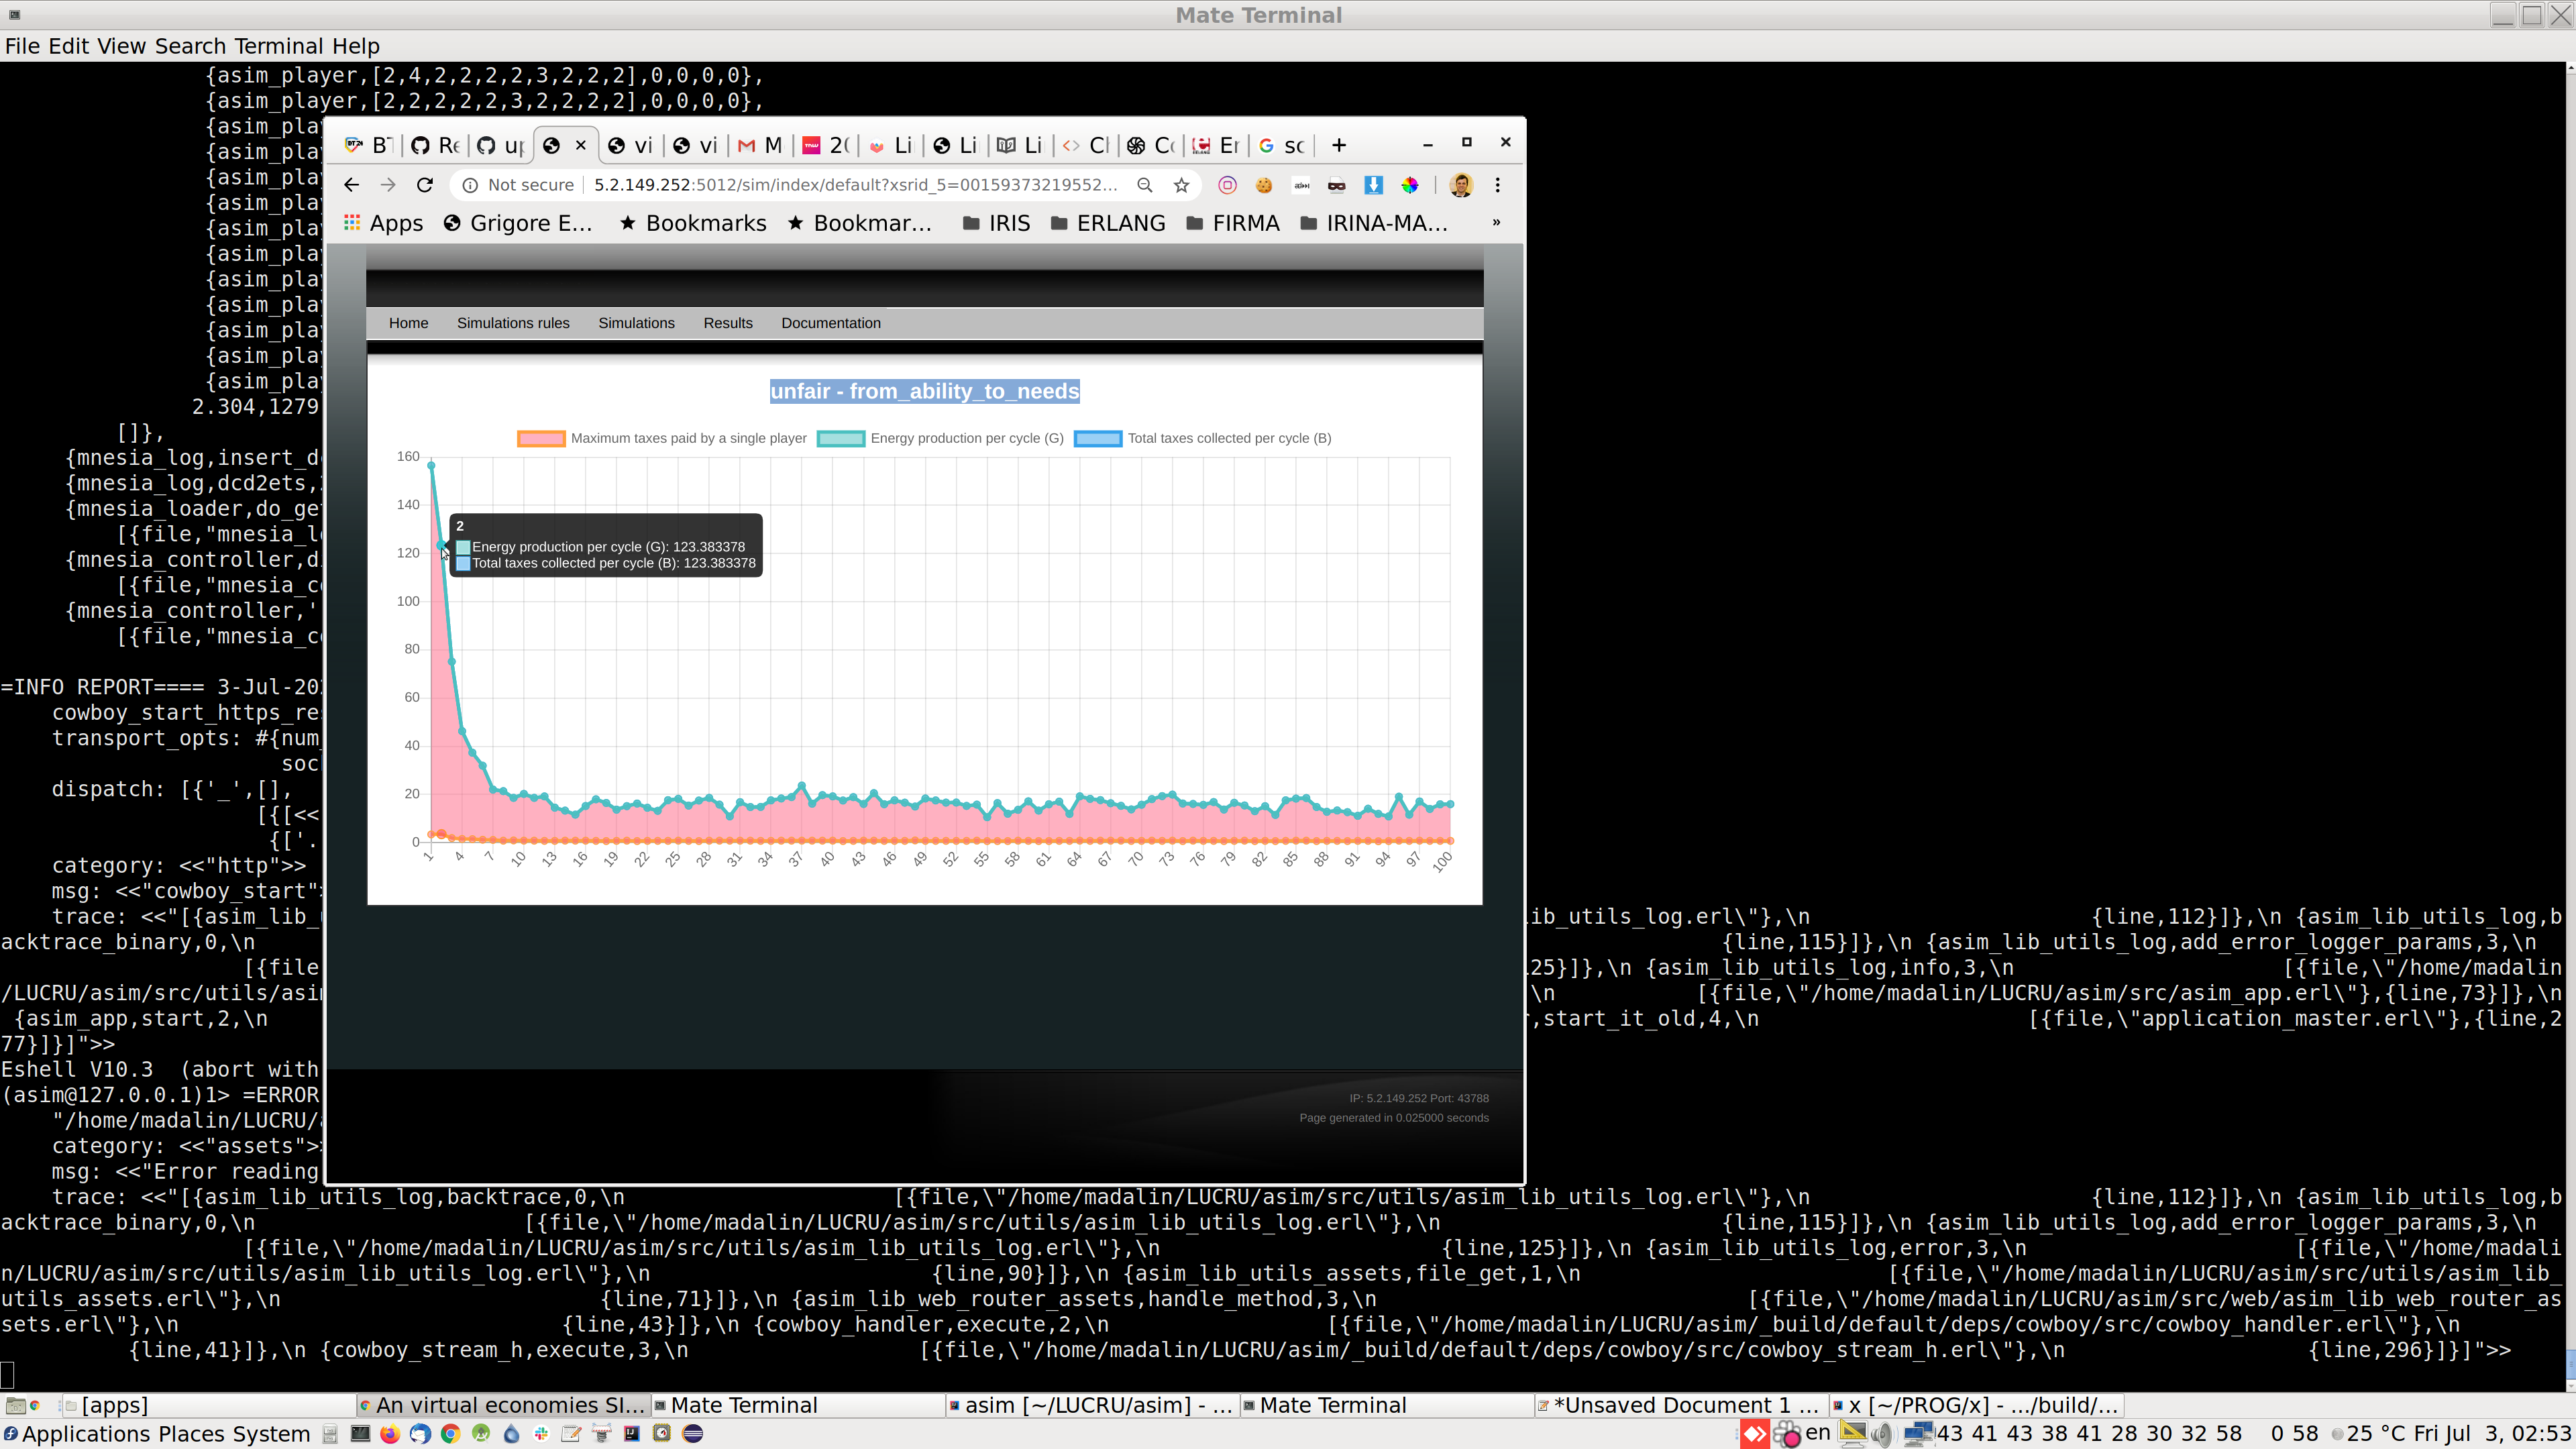 Mate Terminal
File Edit View Search Terminal Help
{asim_player,[2,4,2,2,2,2,3,2,2,2],0,0,0,0},
{asim_player,[2,2,2,2,2,3,2,2,2,2],0,0,0,0},
{asim_pla
{asim_pla
{asim_pla
{asim_pla
{asim_pla
{asim_pla
{asim_pla
{asim_pla
{asim_pla
{asim_pla
{asim_pla
2.304,1279
[]},
{mnesia_log,insert_d
{mnesia_log,dcd2ets,
{mnesia_loader,do_get
[{file,"mnesia_l
{mnesia_controller,d
[{file,"mnesia_c
{mnesia_controller,'
[{file,"mnesia_c
=INFO REPORT==== 3-Jul-20
cowboy_start_https_res
transport_opts: #{num_
soc
dispatch: [{'_',[],
[{[<<
{['.
category: <<"http">>
msg: <<"cowboy_start"
trace: <<"[{asim_lib_
acktrace_binary,0,\n
[{file
/LUCRU/asim/src/utils/asi
{asim_app,start,2,\n
77}]}]">>
Eshell V10.3 (abort with
(asim@127.0.0.1)1> =ERROR
"/home/madalin/LUCRU/
category: <<"assets">
msg: <<"Error reading
BT Re up × vi vi M 20 Li Li Li Cl Co Er sc +
Not secure 5.2.149.252:5012/sim/index/default?xsrid_5=00159373219552...
Apps Grigore E... Bookmarks Bookmar... IRIS ERLANG FIRMA IRINA-MA... »
Home Simulations rules Simulations Results Documentation
unfair - from_ability_to_needs
Maximum taxes paid by a single player Energy production per cycle (G) Total taxes collected per cycle (B)
160
140
120
100
80
60
40
20
0
2
Energy production per cycle (G): 123.383378
Total taxes collected per cycle (B): 123.383378
1 4 7 10 13 16 19 22 25 28 31 34 37 40 43 46 49 52 55 58 61 64 67 70 73 76 79 82 85 88 91 94 97 100
IP: 5.2.149.252 Port: 43788
Page generated in 0.025000 seconds
ib_utils_log.erl\"},\n {line,112}]},\n {asim_lib_utils_log,b
{line,115}]},\n {asim_lib_utils_log,add_error_logger_params,3,\n
25}]},\n {asim_lib_utils_log,info,3,\n [{file,\"/home/madalin
\n [{file,\"/home/madalin/LUCRU/asim/src/asim_app.erl\"},{line,73}]},\n
,start_it_old,4,\n [{file,\"application_master.erl\"},{line,2
trace: <<"[{asim_lib_utils_log,backtrace,0,\n [{file,\"/home/madalin/LUCRU/asim/src/utils/asim_lib_utils_log.erl\"},\n {line,112}]},\n {asim_lib_utils_log,b
acktrace_binary,0,\n [{file,\"/home/madalin/LUCRU/asim/src/utils/asim_lib_utils_log.erl\"},\n {line,115}]},\n {asim_lib_utils_log,add_error_logger_params,3,\n
[{file,\"/home/madalin/LUCRU/asim/src/utils/asim_lib_utils_log.erl\"},\n {line,125}]},\n {asim_lib_utils_log,error,3,\n [{file,\"/home/madali
n/LUCRU/asim/src/utils/asim_lib_utils_log.erl\"},\n {line,90}]},\n {asim_lib_utils_assets,file_get,1,\n [{file,\"/home/madalin/LUCRU/asim/src/utils/asim_lib_
utils_assets.erl\"},\n {line,71}]},\n {asim_lib_web_router_assets,handle_method,3,\n [{file,\"/home/madalin/LUCRU/asim/src/web/asim_lib_web_router_as
sets.erl\"},\n {line,43}]},\n {cowboy_handler,execute,2,\n [{file,\"/home/madalin/LUCRU/asim/_build/default/deps/cowboy/src/cowboy_handler.erl\"},\n
{line,41}]},\n {cowboy_stream_h,execute,3,\n [{file,\"/home/madalin/LUCRU/asim/_build/default/deps/cowboy/src/cowboy_stream_h.erl\"},\n {line,296}]}]">>
[apps] An virtual economies SI... Mate Terminal asim [~/LUCRU/asim] - ... Mate Terminal *Unsaved Document 1 ... x [~/PROG/x] - .../build/...
Applications Places System en 43 41 43 38 41 28 30 32 58 0 58 25 °C Fri Jul 3, 02:53